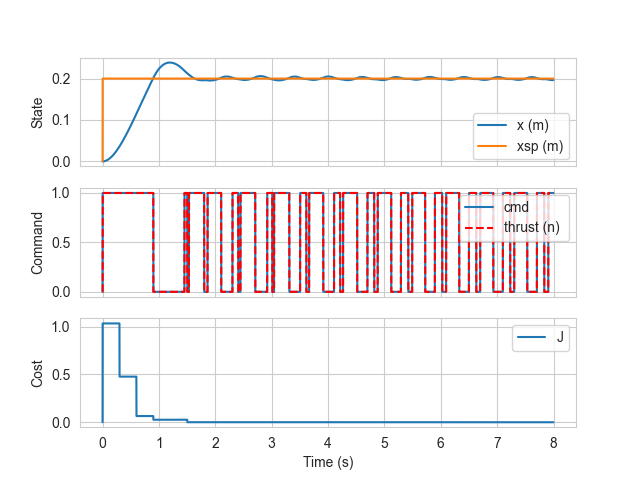 0.2
0.1
0.0
State
x (m)
xsp (m)
1.0
0.5
0.0
Command
cmd
thrust (n)
1.0
0.5
0.0
Cost
J
0 1 2 3 4 5 6 7 8
Time (s)